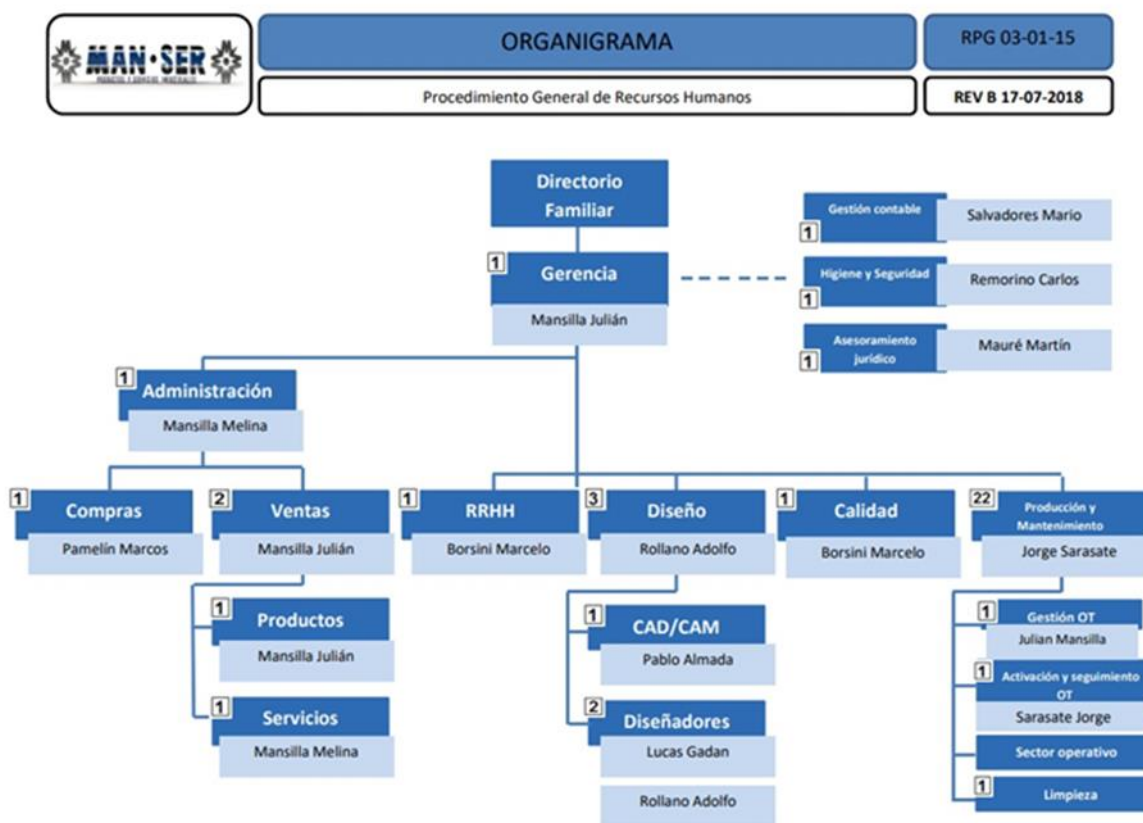 MAN·SER
ORGANIGRAMA
RPG 03-01-15
Procedimiento General de Recursos Humanos
REV B 17-07-2018
Directorio
Familiar
1
Gerencia
Mansilla Julián
Gestión contable
1
Salvadores Mario
Higiene y Seguridad
1
Remorino Carlos
Asesoramiento
jurídico
1
Mauré Martín
1
Administración
Mansilla Melina
1
Compras
Pamelín Marcos
2
Ventas
Mansilla Julián
1
RRHH
Borsini Marcelo
3
Diseño
Rollano Adolfo
1
Calidad
Borsini Marcelo
22
Producción y
Mantenimiento
Jorge Sarasate
1
Productos
Mansilla Julián
1
Servicios
Mansilla Melina
1
CAD/CAM
Pablo Almada
2
Diseñadores
Lucas Gadan
Rollano Adolfo
1
Gestión OT
Julian Mansilla
1
Activación y seguimiento
OT
Sarasate Jorge
Sector operativo
1
Limpieza